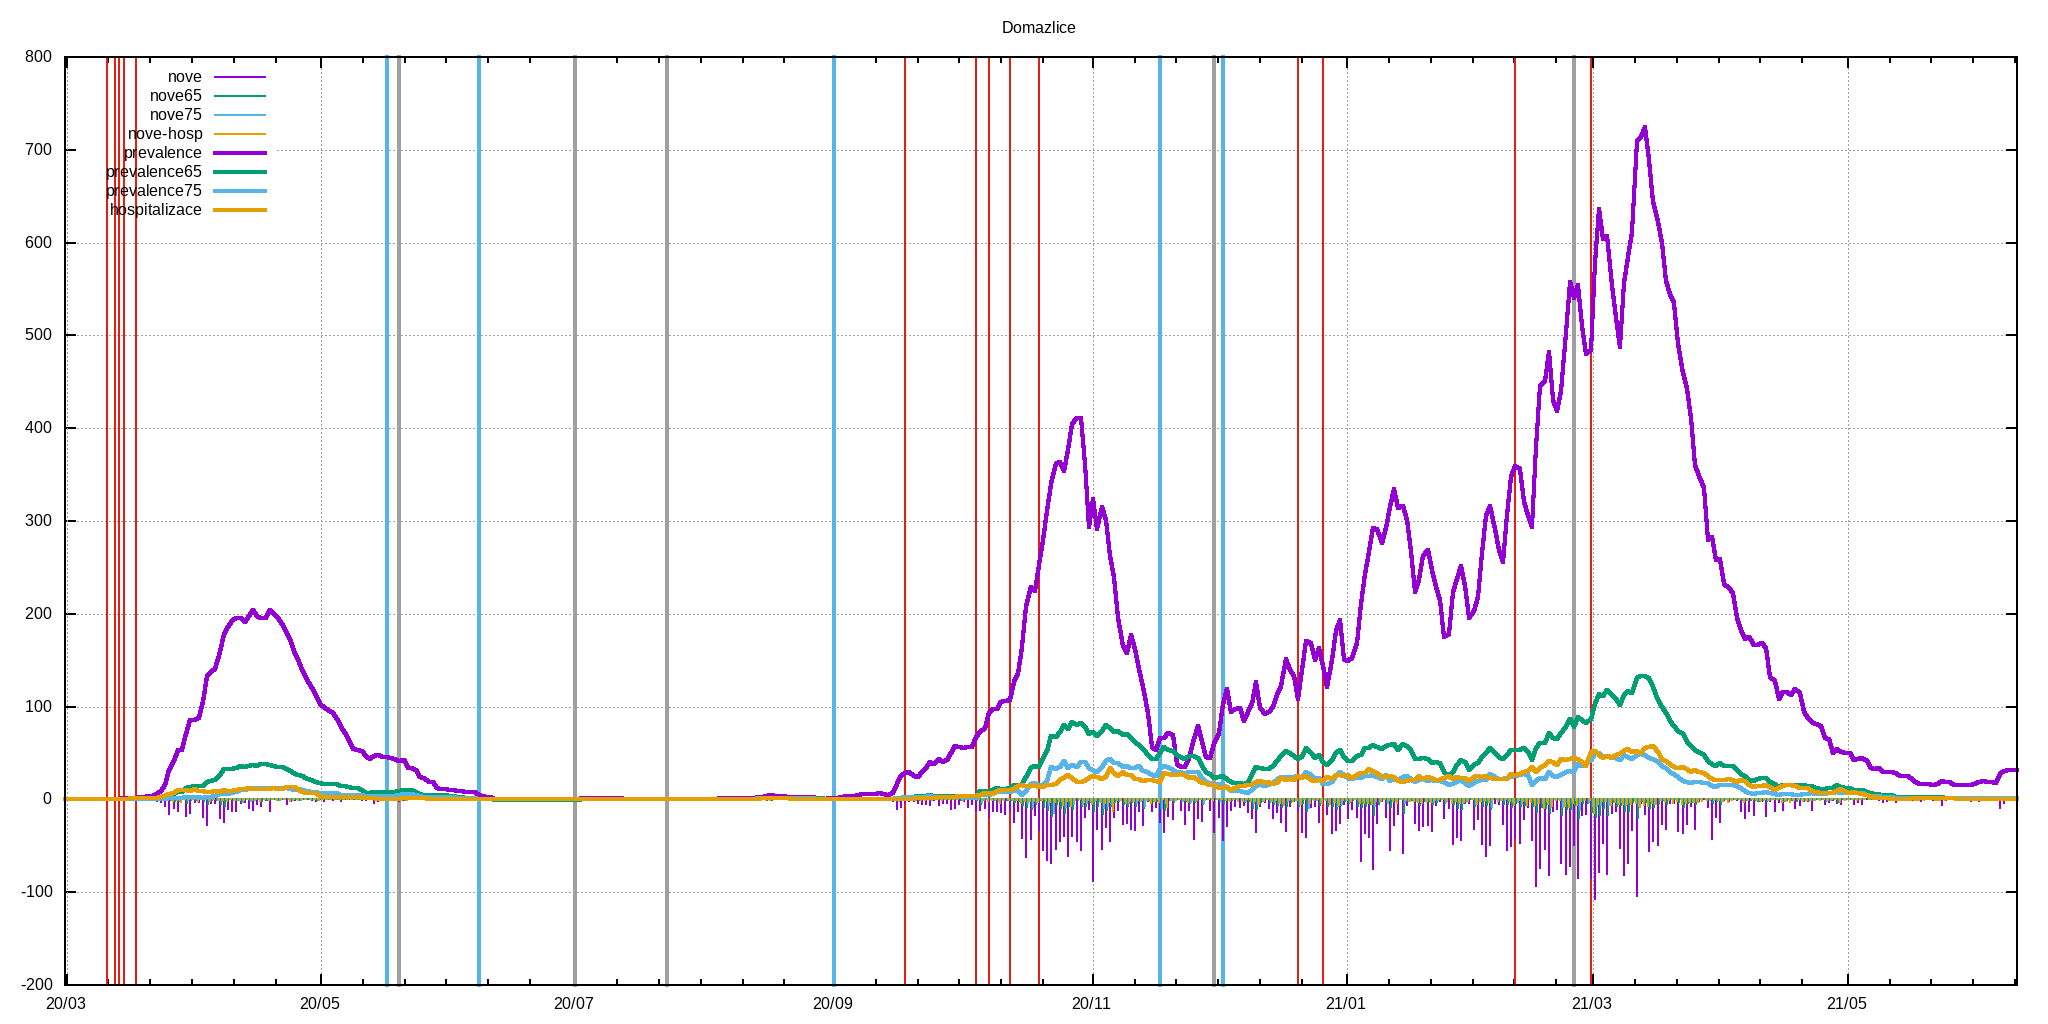 Domazlice
800
700
600
500
400
300
200
100
0
-100
-200
nove
nove65
nove75
nove-hosp
prevalence
prevalence65
prevalence75
hospitalizace
20/03 20/05 20/07 20/09 20/11 21/01 21/03 21/05